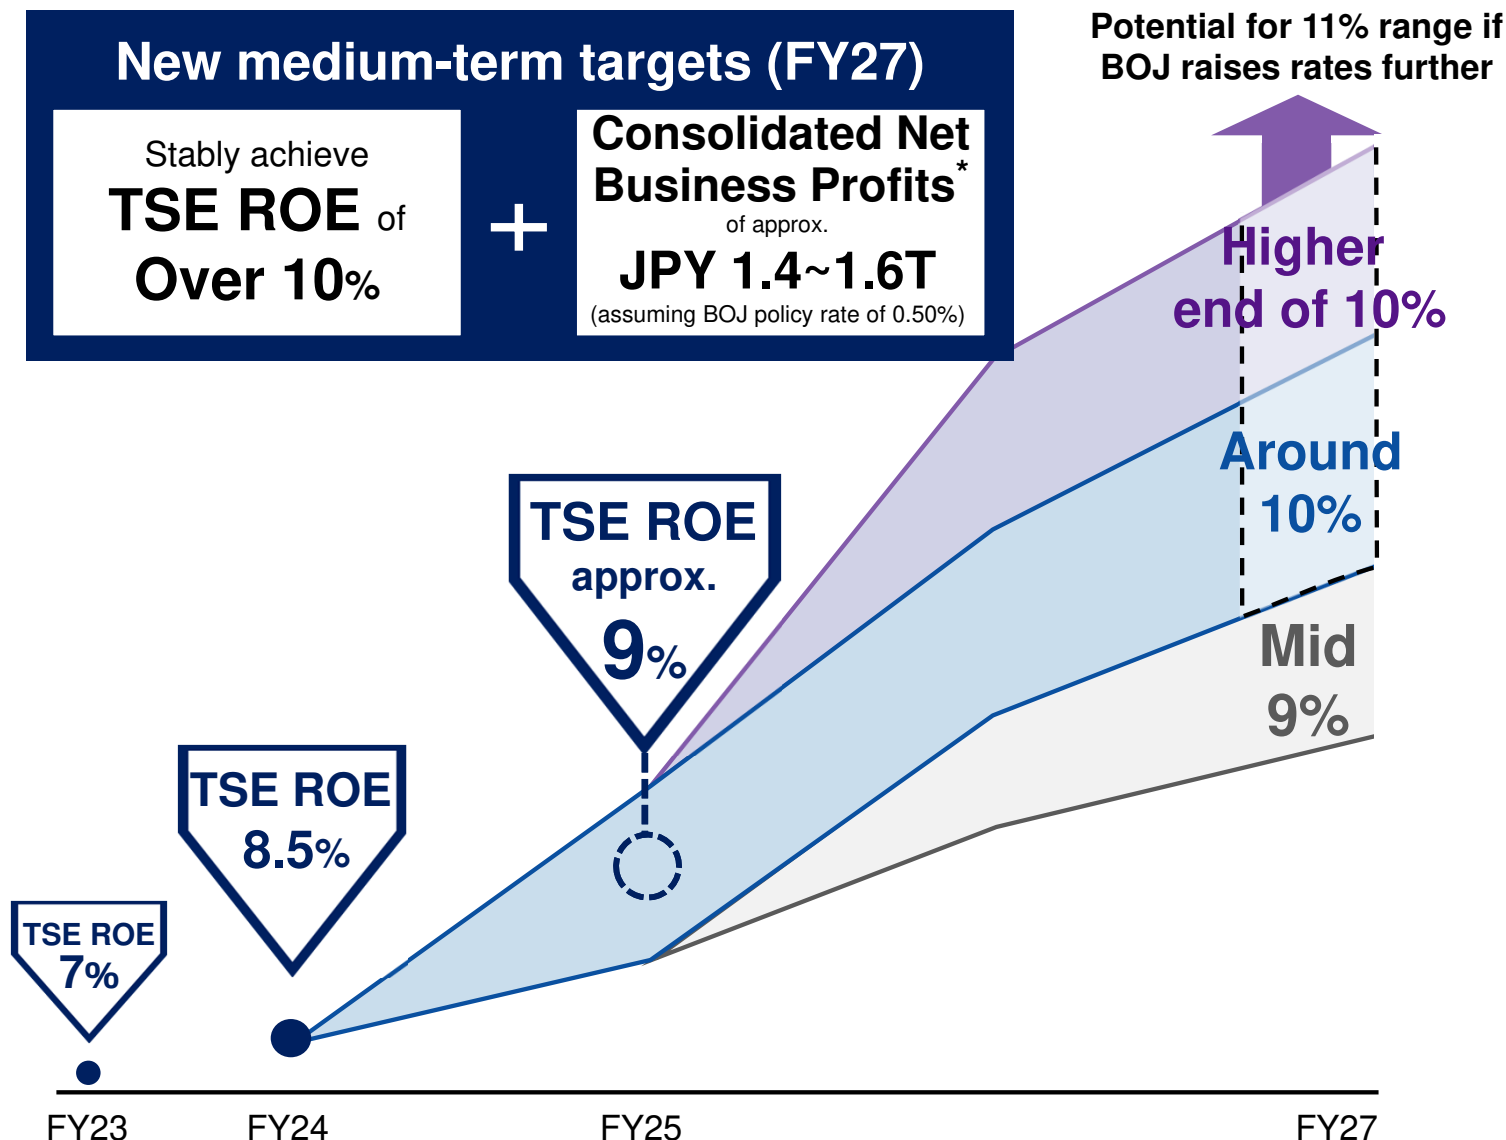 New medium-term targets (FY27)
Stably achieve
TSE ROE of
Over 10%
+
Consolidated Net
Business Profits*
of approx.
JPY 1.4~1.6T
(assuming BOJ policy rate of 0.50%)
Potential for 11% range if
BOJ raises rates further
Higher
end of 10%
Around
10%
Mid
9%
TSE ROE
approx.
9%
TSE ROE
8.5%
TSE ROE
7%
FY23
FY24
FY25
FY27